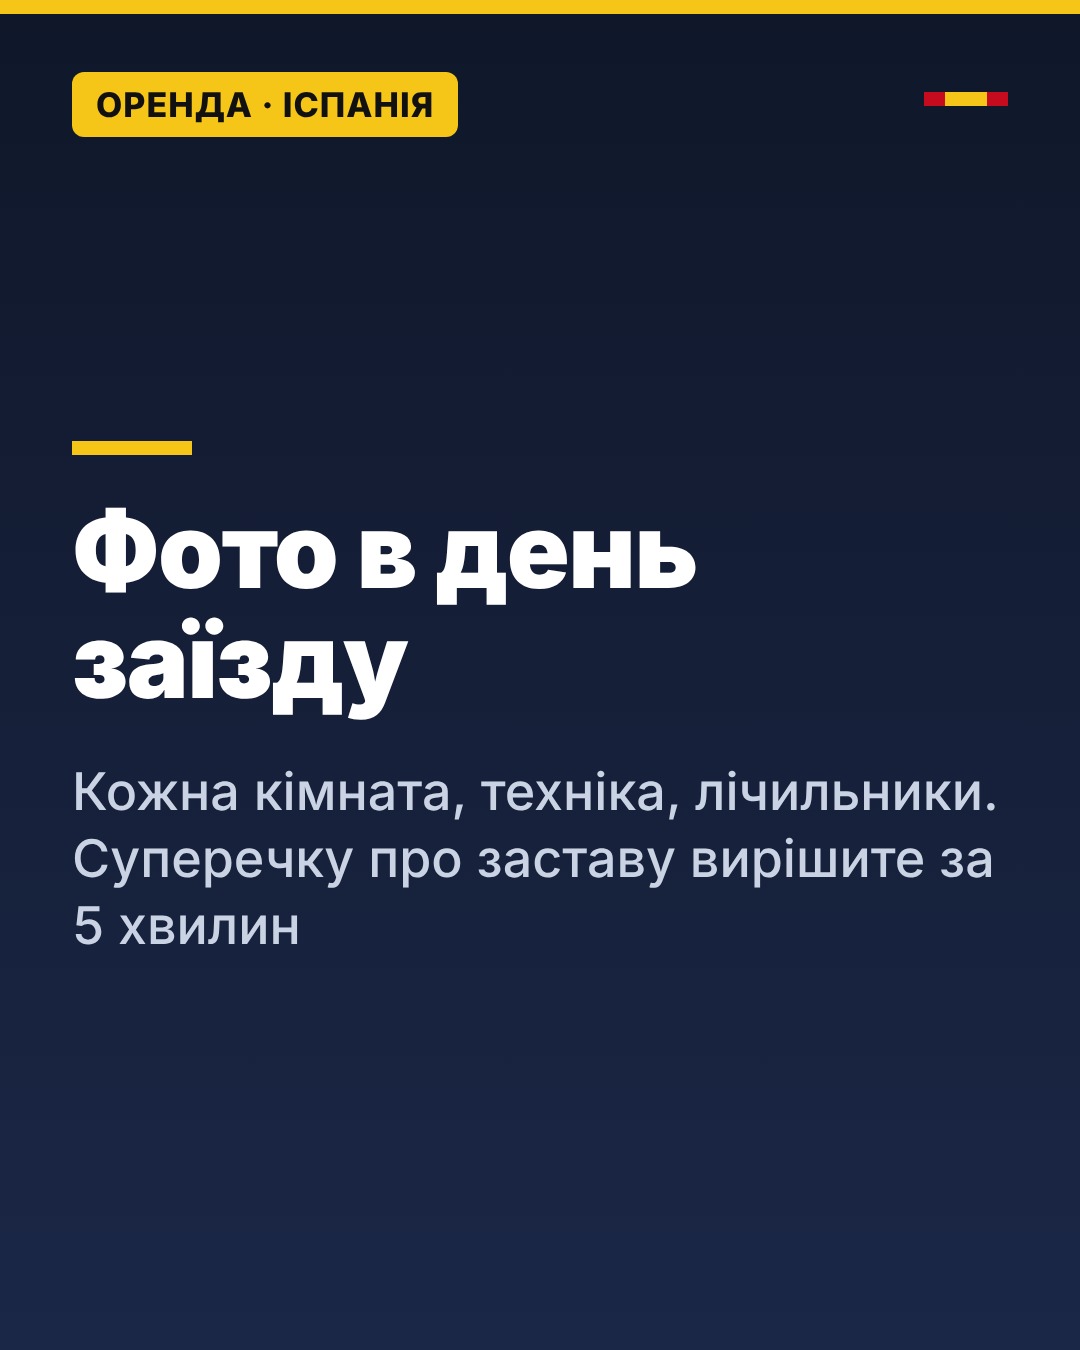 ОРЕНДА · ІСПАНІЯ
Фото в день
заїзду
Кожна кімната, техніка, лічильники.
Суперечку про заставу вирішите за
5 хвилин